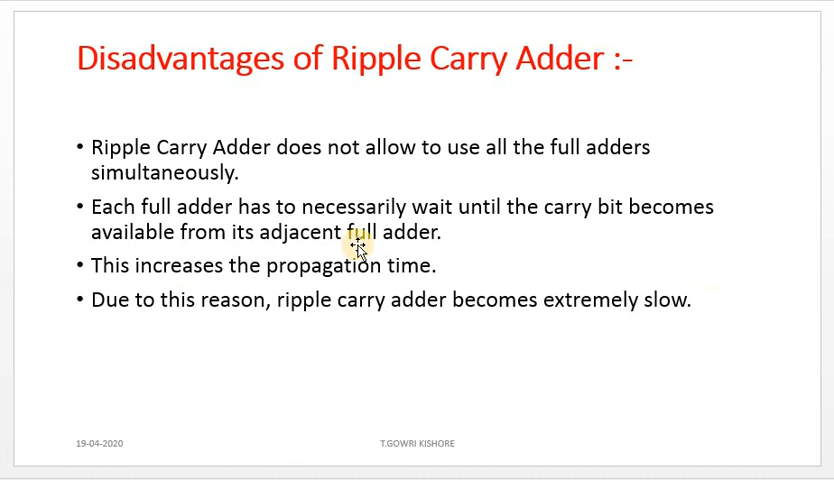 Disadvantages of Ripple Carry Adder :-
• Ripple Carry Adder does not allow to use all the full adders
simultaneously.
• Each full adder has to necessarily wait until the carry bit becomes
available from its adjacent full adder.
• This increases the propagation time.
• Due to this reason, ripple carry adder becomes extremely slow.
19-04-2020
T.GOWRI KISHORE